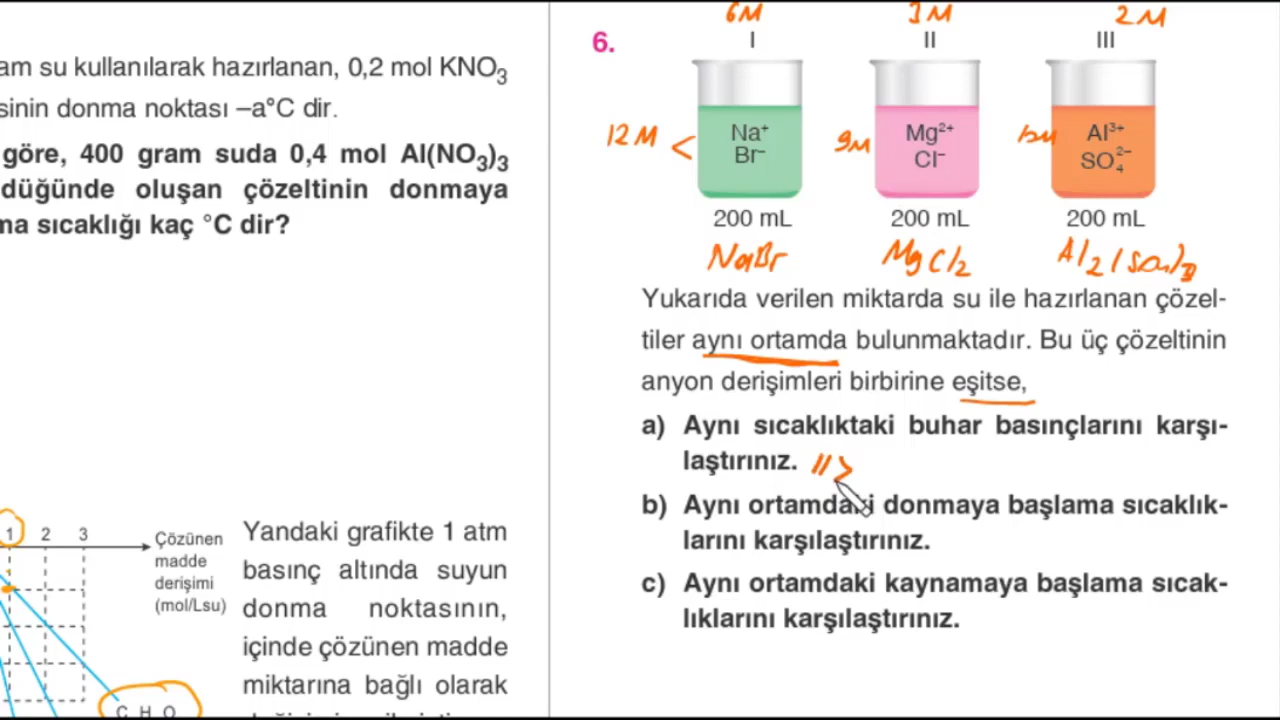 am su kullanılarak hazırlanan, 0,2 mol KNO3
sinin donma noktası –a°C dir.
göre, 400 gram suda 0,4 mol Al(NO3)3
düğünde oluşan çözeltinin donmaya
ma sıcaklığı kaç °C dir?
1 2 3
Çözünen
madde
derişimi
(mol/Lsu)
C H O
Yandaki grafikte 1 atm
basınç altında suyun
donma noktasının,
içinde çözünen madde
miktarına bağlı olarak
6M 3M 2M
6. I II III
12 M < Na+ 9M Mg2+ Al3+
Br– Cl– SO4 2–
200 mL 200 mL 200 mL
NaBr MgCl2 Al2(SO4)3
Yukarıda verilen miktarda su ile hazırlanan çözel-
tiler aynı ortamda bulunmaktadır. Bu üç çözeltinin
anyon derişimleri birbirine eşitse,
a) Aynı sıcaklıktaki buhar basınçlarını karşı-
laştırınız. II >
b) Aynı ortamdaki donmaya başlama sıcaklık-
larını karşılaştırınız.
c) Aynı ortamdaki kaynamaya başlama sıcak-
lıklarını karşılaştırınız.